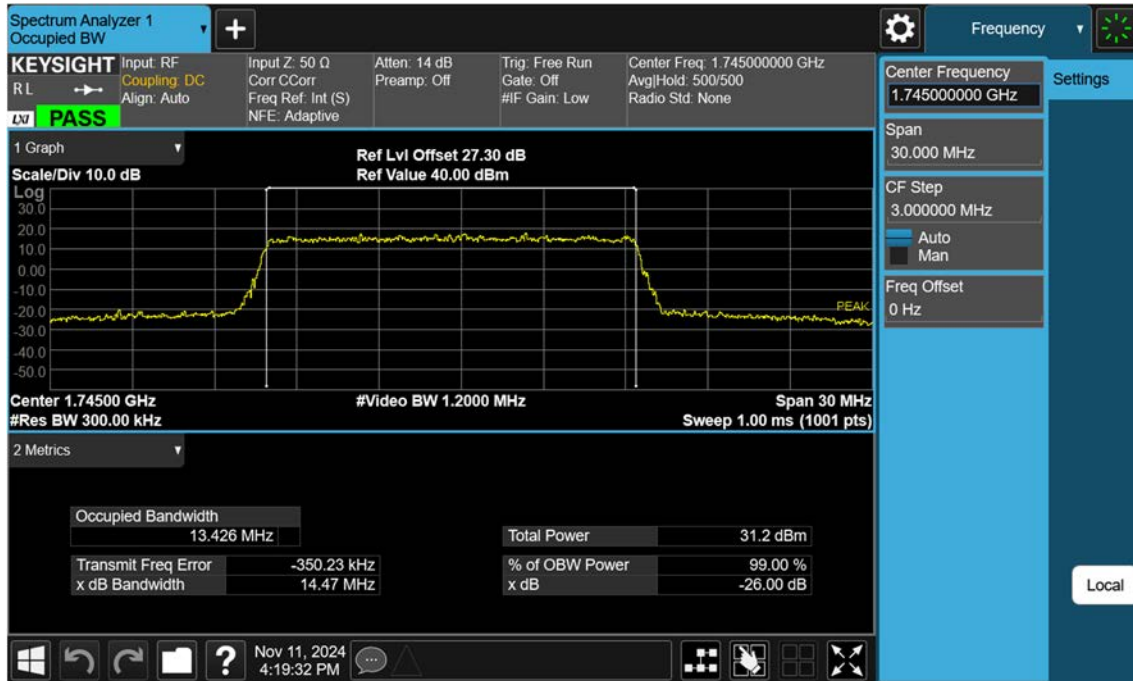 Spectrum Analyzer 1
Occupied BW
Frequency
KEYSIGHT
RL
LXI
PASS
Input: RF
Coupling: DC
Align: Auto
Input Z: 50 Ω
Corr CCorr
Freq Ref: Int (S)
NFE: Adaptive
Atten: 14 dB
Preamp: Off
Trig: Free Run
Gate: Off
#IF Gain: Low
Center Freq: 1.745000000 GHz
Avg|Hold: 500/500
Radio Std: None
Center Frequency
1.745000000 GHz
Settings
Span
30.000 MHz
CF Step
3.000000 MHz
Auto
Man
Freq Offset
0 Hz
Local
1 Graph
Scale/Div 10.0 dB
Ref Lvl Offset 27.30 dB
Ref Value 40.00 dBm
Log
30.0
20.0
10.0
0.00
-10.0
-20.0
-30.0
-40.0
-50.0
PEAK
Center 1.74500 GHz
#Video BW 1.2000 MHz
Span 30 MHz
#Res BW 300.00 kHz
Sweep 1.00 ms (1001 pts)
2 Metrics
Occupied Bandwidth
13.426 MHz
Total Power 31.2 dBm
Transmit Freq Error -350.23 kHz
% of OBW Power 99.00 %
x dB Bandwidth 14.47 MHz
x dB -26.00 dB
Nov 11, 2024
4:19:32 PM